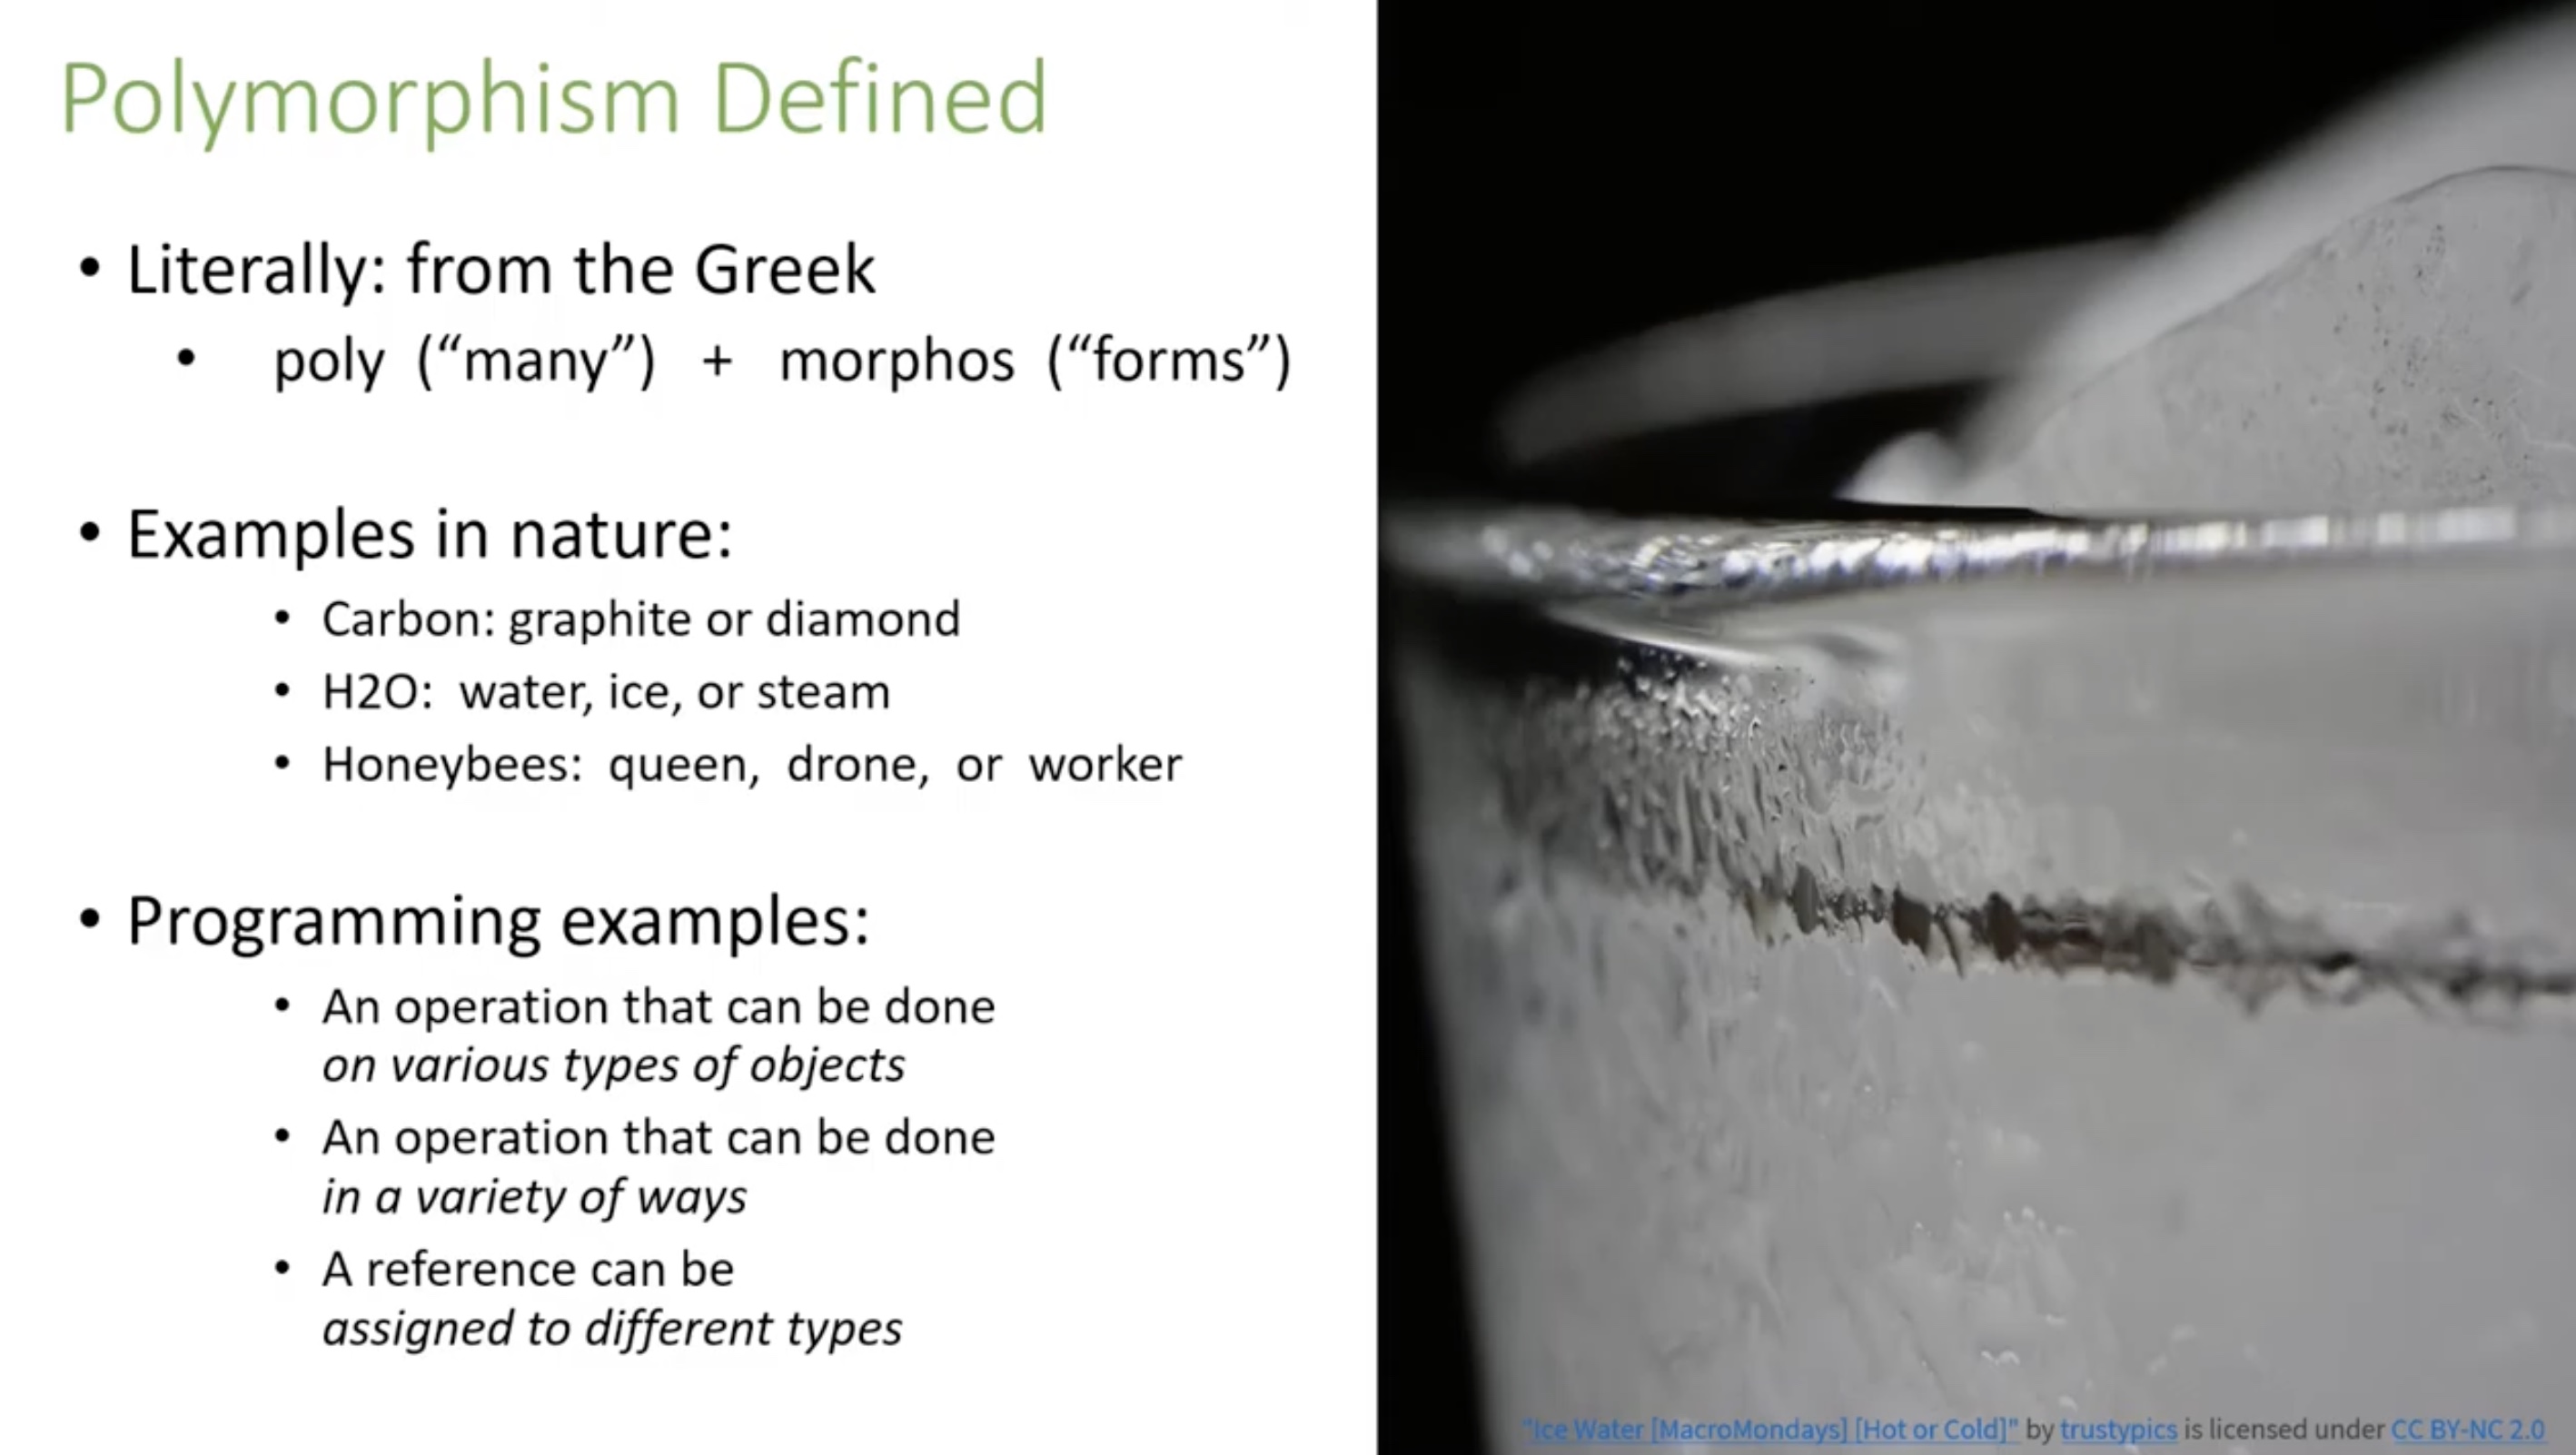 Polymorphism Defined
• Literally: from the Greek
• poly (“many”) + morphos (“forms”)
• Examples in nature:
• Carbon: graphite or diamond
• H2O: water, ice, or steam
• Honeybees: queen, drone, or worker
• Programming examples:
• An operation that can be done
on various types of objects
• An operation that can be done
in a variety of ways
• A reference can be
assigned to different types
"Ice Water [MacroMondays] [Hot or Cold]" by trustypics is licensed under CC BY-NC 2.0